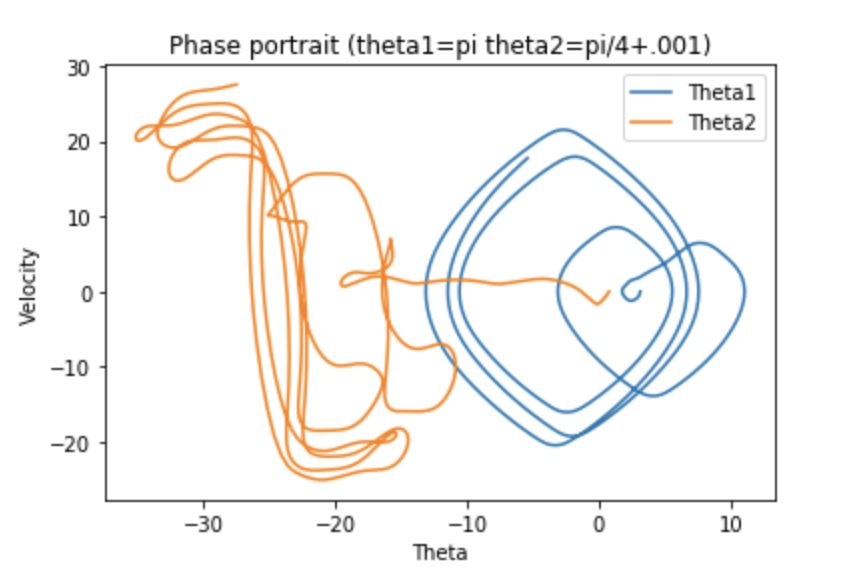 Phase portrait (theta1=pi theta2=pi/4+.001)
30
20
10
0
−10
−20
Velocity
Theta1
Theta2
−30
−20
−10
0
10
Theta